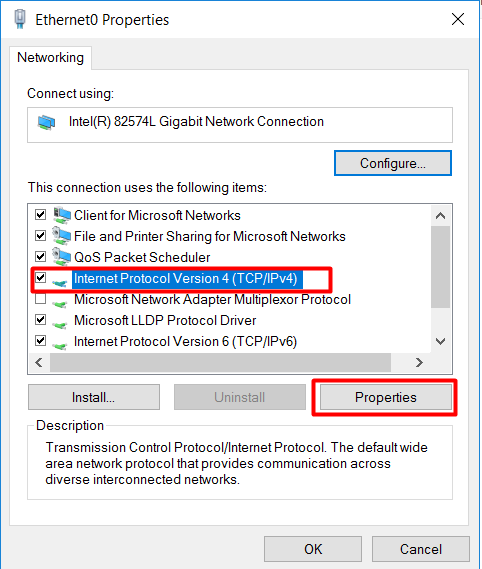 Ethernet0 Properties
Networking
Connect using:
Intel(R) 82574L Gigabit Network Connection
Configure...
This connection uses the following items:
Client for Microsoft Networks
File and Printer Sharing for Microsoft Networks
QoS Packet Scheduler
Internet Protocol Version 4 (TCP/IPv4)
Microsoft Network Adapter Multiplexor Protocol
Microsoft LLDP Protocol Driver
Internet Protocol Version 6 (TCP/IPv6)
Install...
Uninstall
Properties
Description
Transmission Control Protocol/Internet Protocol. The default wide
area network protocol that provides communication across
diverse interconnected networks.
OK
Cancel